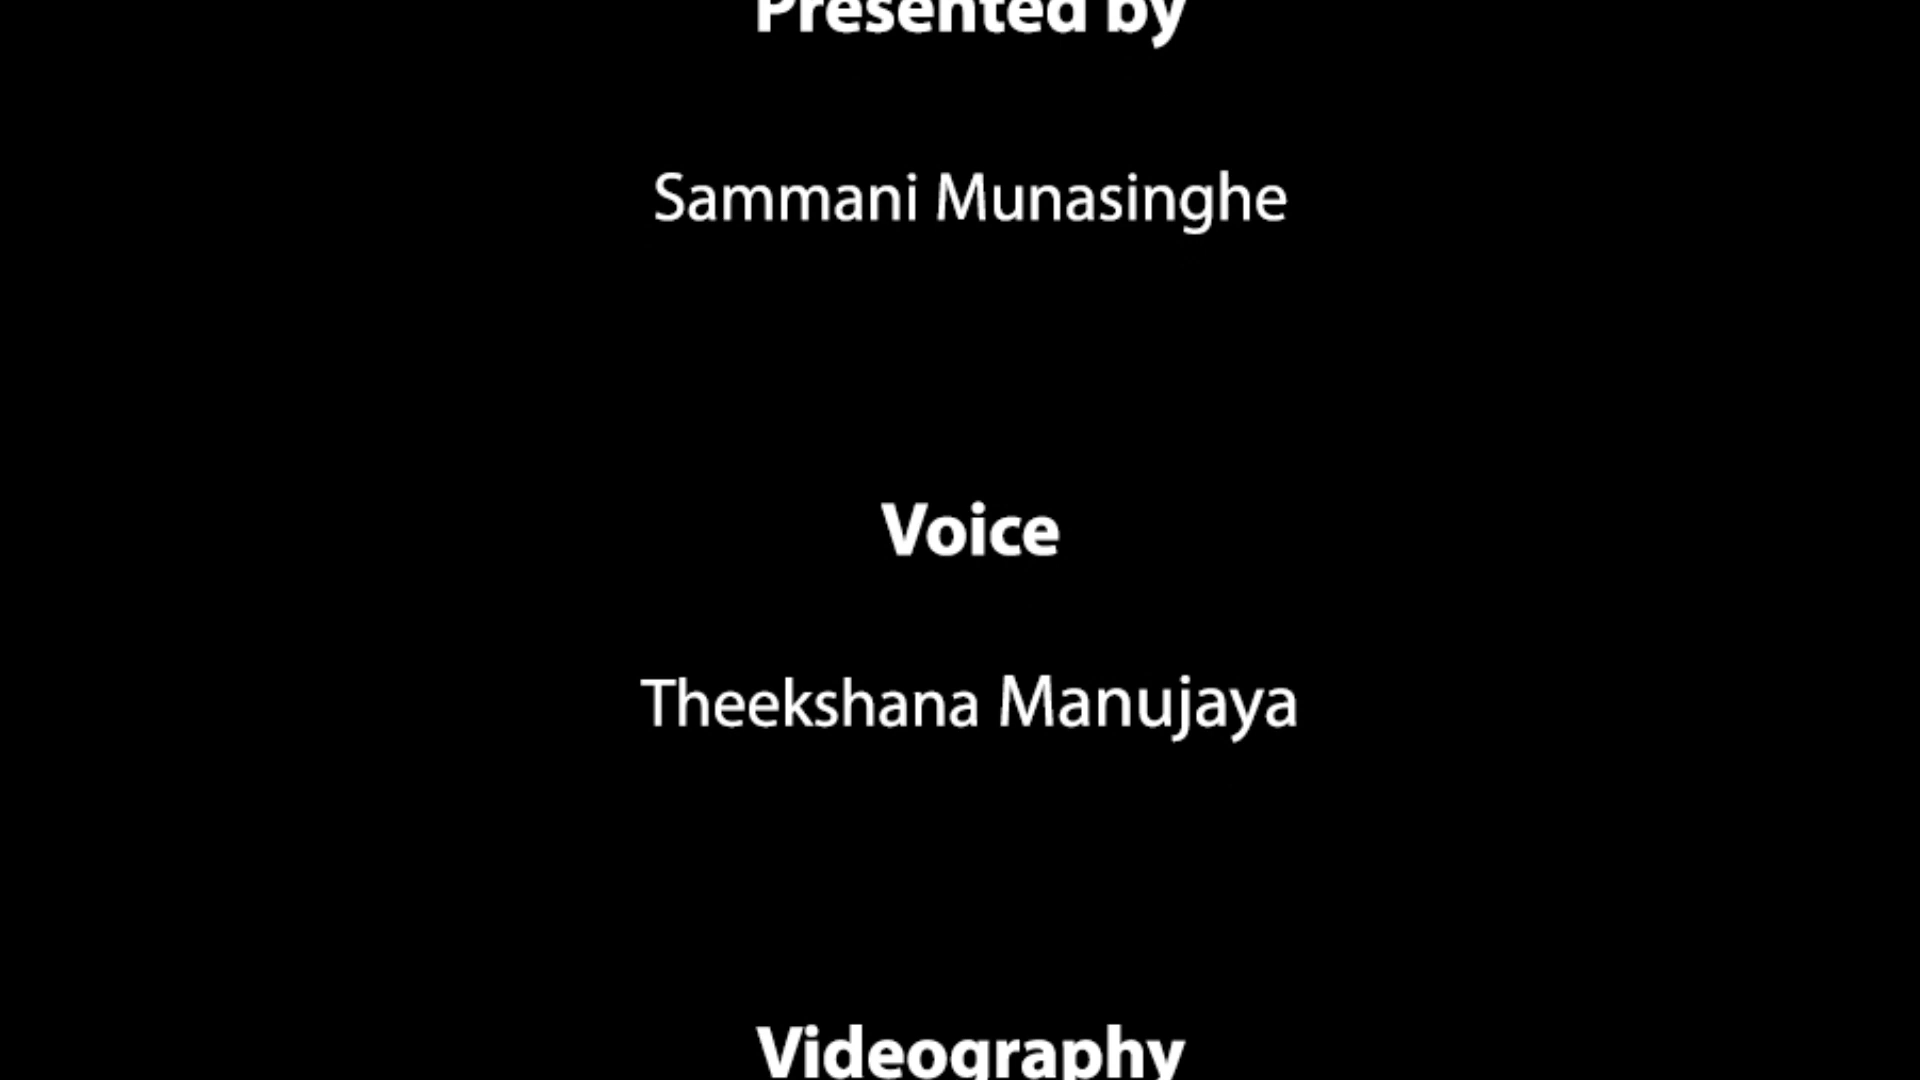 Presented by
Sammani Munasinghe
Voice
Theekshana Manujaya
Videography